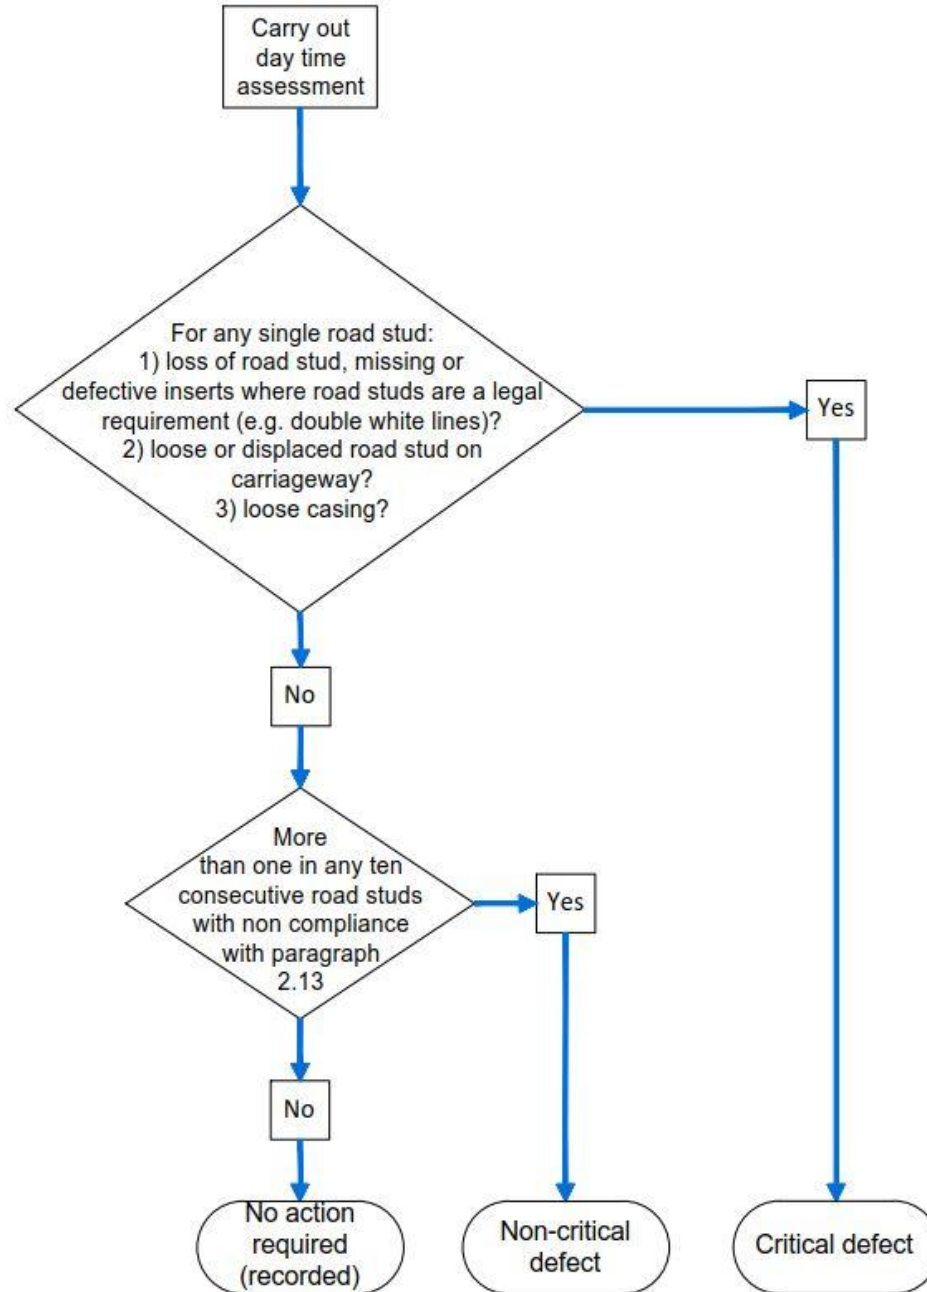 Carry out
day time
assessment
For any single road stud:
1) loss of road stud, missing or
defective inserts where road studs are a legal
requirement (e.g. double white lines)?
2) loose or displaced road stud on
carriageway?
3) loose casing?
Yes
No
More
than one in any ten
consecutive road studs
with non compliance
with paragraph
2.13
Yes
No
No action
required
(recorded)
Non-critical
defect
Critical defect